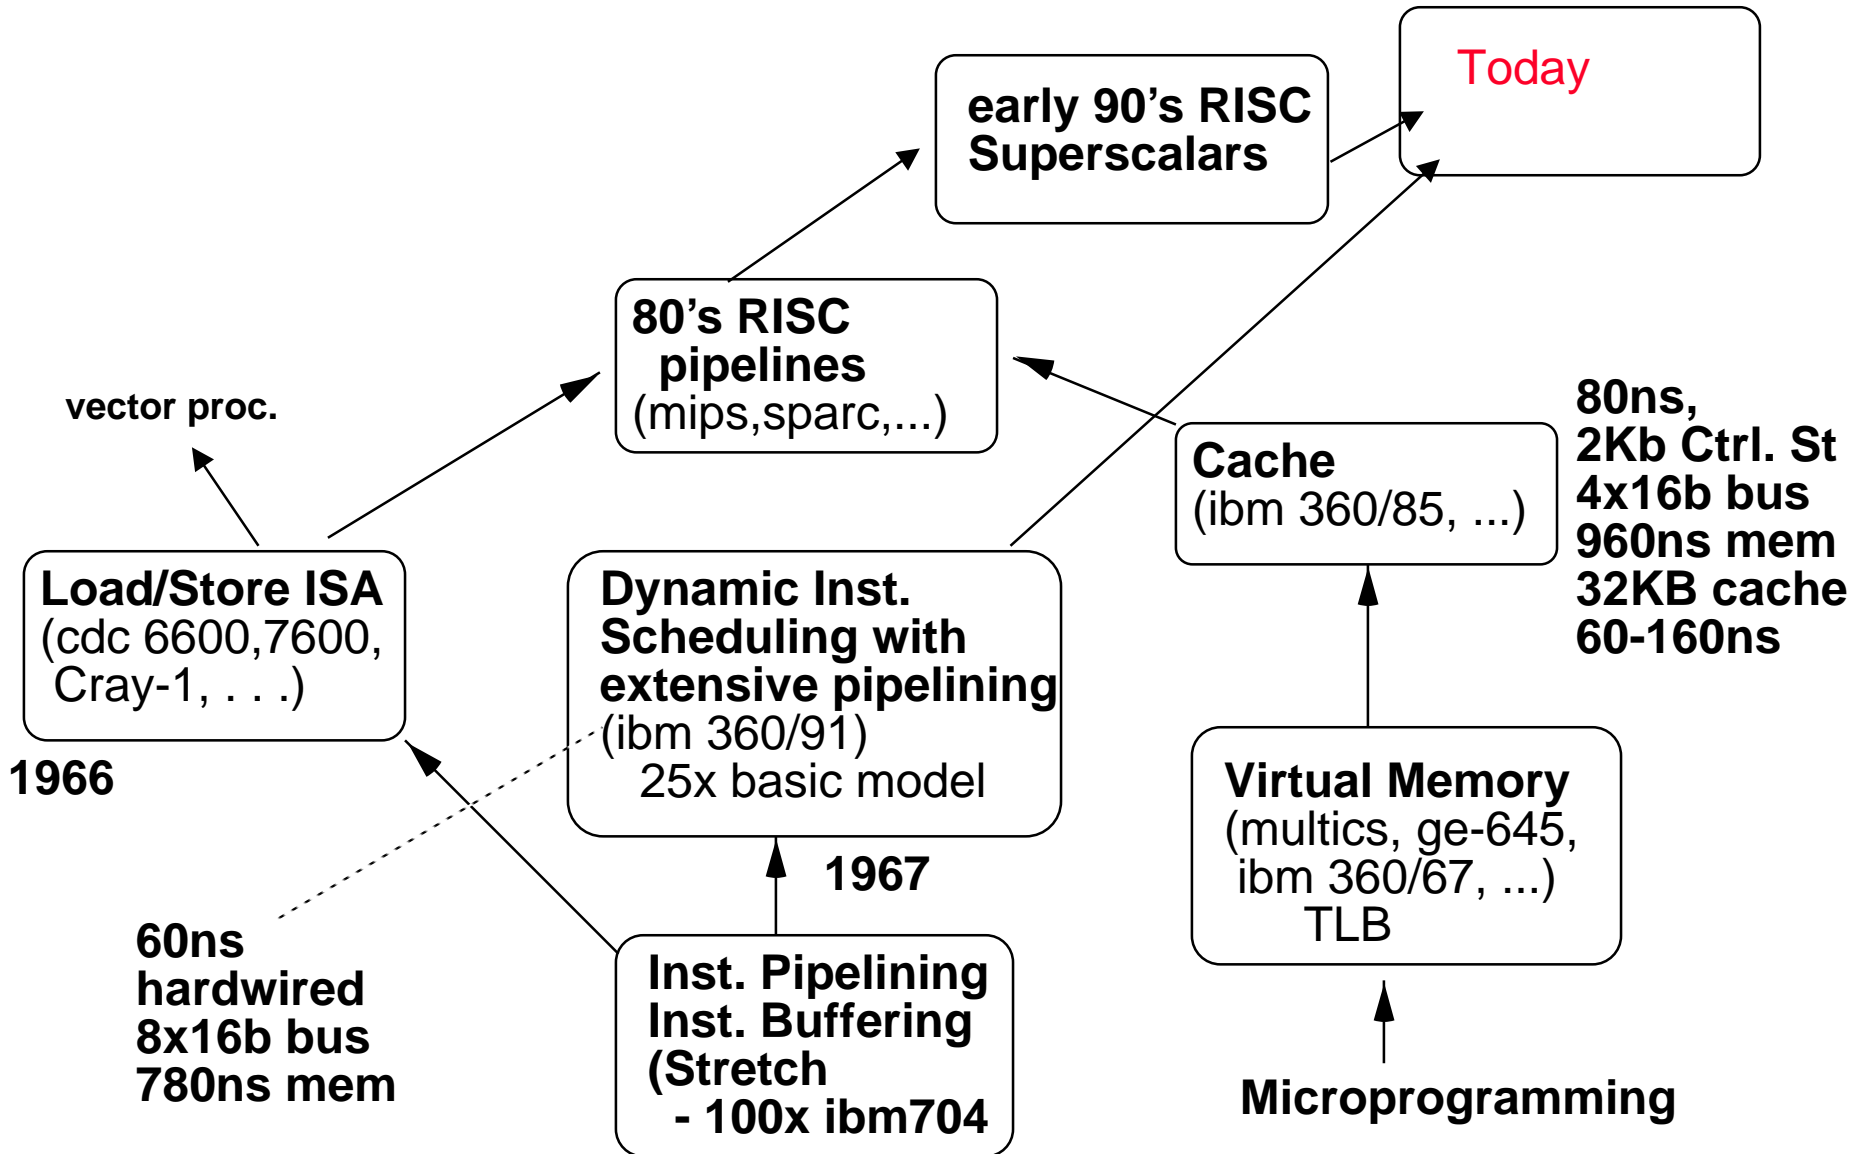 Today
early 90’s RISC
Superscalars
80’s RISC
pipelines
(mips,sparc,...)
vector proc.
Cache
(ibm 360/85, ...)
80ns,
2Kb Ctrl. St
4x16b bus
960ns mem
32KB cache
60-160ns
Load/Store ISA
(cdc 6600,7600,
Cray-1, . . .)
1966
Dynamic Inst.
Scheduling with
extensive pipelining
(ibm 360/91)
25x basic model
1967
Virtual Memory
(multics, ge-645,
ibm 360/67, ...)
TLB
60ns
hardwired
8x16b bus
780ns mem
Inst. Pipelining
Inst. Buffering
(Stretch
- 100x ibm704
Microprogramming